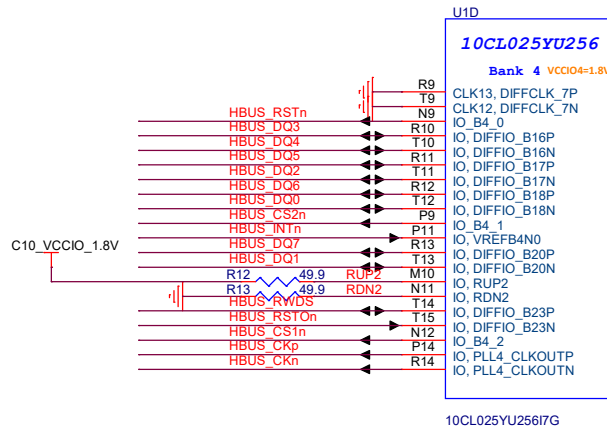 U1D
10CL025YU256
Bank 4 VCCIO4=1.8V
R9 CLK13, DIFFCLK_7P
T9 CLK12, DIFFCLK_7N
HBUS_RSTn N9 IO_B4_0
HBUS_DQ3 R10 IO, DIFFIO_B16P
HBUS_DQ4 T10 IO, DIFFIO_B16N
HBUS_DQ5 R11 IO, DIFFIO_B17P
HBUS_DQ2 T11 IO, DIFFIO_B17N
HBUS_DQ6 R12 IO, DIFFIO_B18P
HBUS_DQ0 T12 IO, DIFFIO_B18N
HBUS_CS2n P9 IO_B4_1
HBUS_INTn P11 IO, VREFB4N0
C10_VCCIO_1.8V HBUS_DQ7 R13 IO, DIFFIO_B20P
HBUS_DQ1 T13 IO, DIFFIO_B20N
R12 49.9 RUP2 M10 IO, RUP2
R13 49.9 RDN2 N11 IO, RDN2
HBUS_RWDS T14 IO, DIFFIO_B23P
HBUS_RSTOn T15 IO, DIFFIO_B23N
HBUS_CS1n N12 IO_B4_2
HBUS_CKp P14 IO, PLL4_CLKOUTP
HBUS_CKn R14 IO, PLL4_CLKOUTN
10CL025YU256I7G